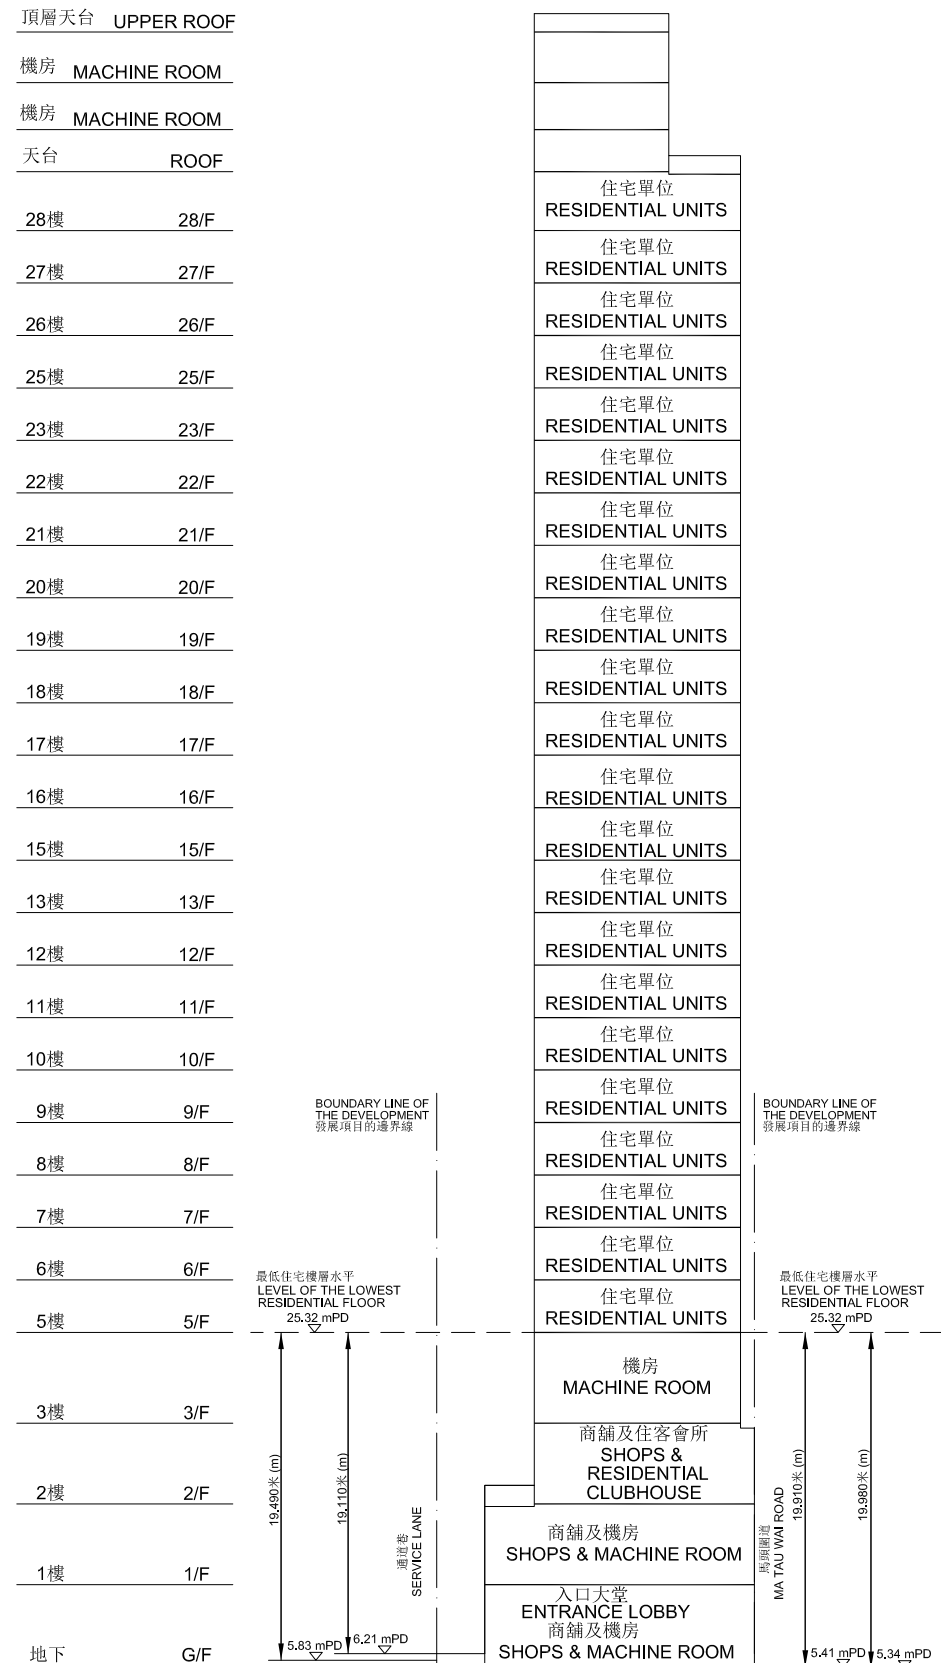 頂層天台 UPPER ROOF
機房 MACHINE ROOM
機房 MACHINE ROOM
天台 ROOF
住宅單位
28樓 28/F RESIDENTIAL UNITS
住宅單位
27樓 27/F RESIDENTIAL UNITS
住宅單位
26樓 26/F RESIDENTIAL UNITS
住宅單位
25樓 25/F RESIDENTIAL UNITS
住宅單位
23樓 23/F RESIDENTIAL UNITS
住宅單位
22樓 22/F RESIDENTIAL UNITS
住宅單位
21樓 21/F RESIDENTIAL UNITS
住宅單位
20樓 20/F RESIDENTIAL UNITS
住宅單位
19樓 19/F RESIDENTIAL UNITS
住宅單位
18樓 18/F RESIDENTIAL UNITS
住宅單位
17樓 17/F RESIDENTIAL UNITS
住宅單位
16樓 16/F RESIDENTIAL UNITS
住宅單位
15樓 15/F RESIDENTIAL UNITS
住宅單位
13樓 13/F RESIDENTIAL UNITS
住宅單位
12樓 12/F RESIDENTIAL UNITS
住宅單位
11樓 11/F RESIDENTIAL UNITS
住宅單位
10樓 10/F RESIDENTIAL UNITS
住宅單位
9樓 9/F RESIDENTIAL UNITS
BOUNDARY LINE OF
THE DEVELOPMENT
發展項目的邊界線
BOUNDARY LINE OF
THE DEVELOPMENT
發展項目的邊界線
住宅單位
8樓 8/F RESIDENTIAL UNITS
住宅單位
7樓 7/F RESIDENTIAL UNITS
住宅單位
6樓 6/F RESIDENTIAL UNITS
最低住宅樓層水平
LEVEL OF THE LOWEST
RESIDENTIAL FLOOR
25.32 mPD
最低住宅樓層水平
LEVEL OF THE LOWEST
RESIDENTIAL FLOOR
25.32 mPD
住宅單位
5樓 5/F RESIDENTIAL UNITS
機房
MACHINE ROOM
3樓 3/F
商舖及住客會所
SHOPS &
RESIDENTIAL
CLUBHOUSE
2樓 2/F
19.490米 (m)
19.110米 (m)
通道巷
SERVICE LANE
馬頭圍道
MA TAU WAI ROAD
19.910米 (m)
19.980米 (m)
商舖及機房
SHOPS & MACHINE ROOM
1樓 1/F
入口大堂
ENTRANCE LOBBY
商舖及機房
SHOPS & MACHINE ROOM
地下 G/F
5.83 mPD
6.21 mPD
5.41 mPD
5.34 mPD